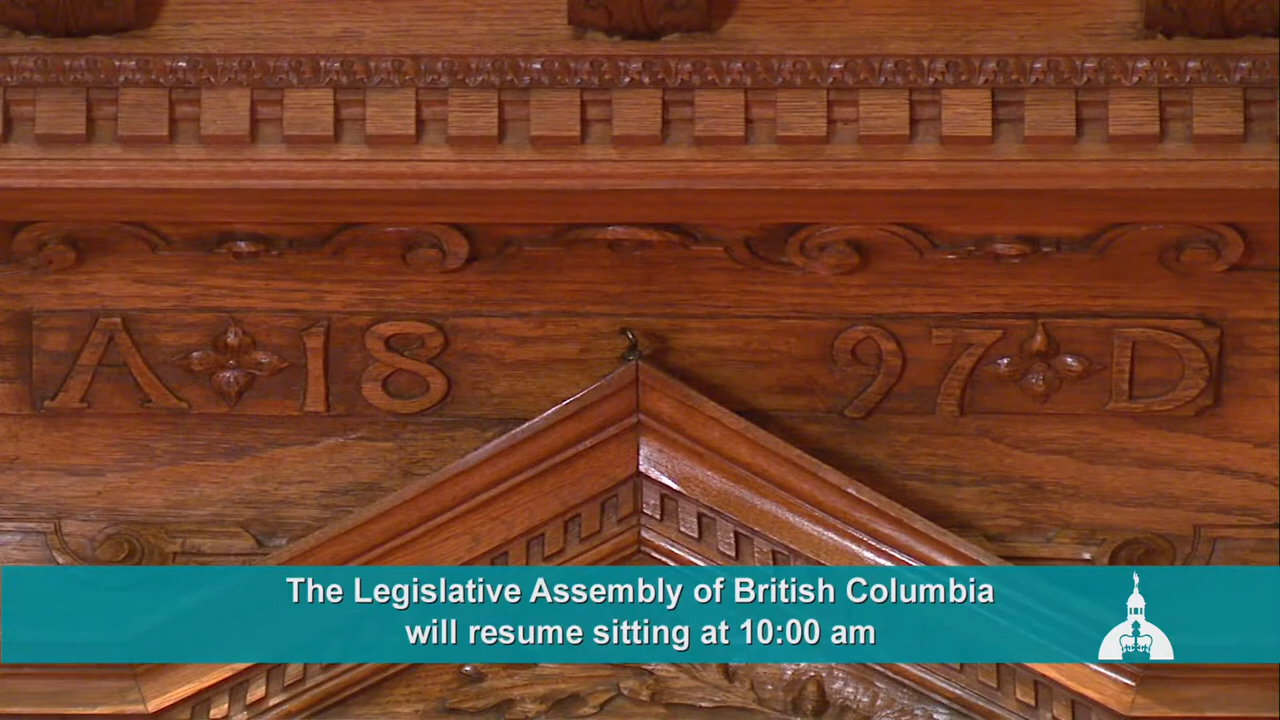 A 18 97 D
The Legislative Assembly of British Columbia
will resume sitting at 10:00 am